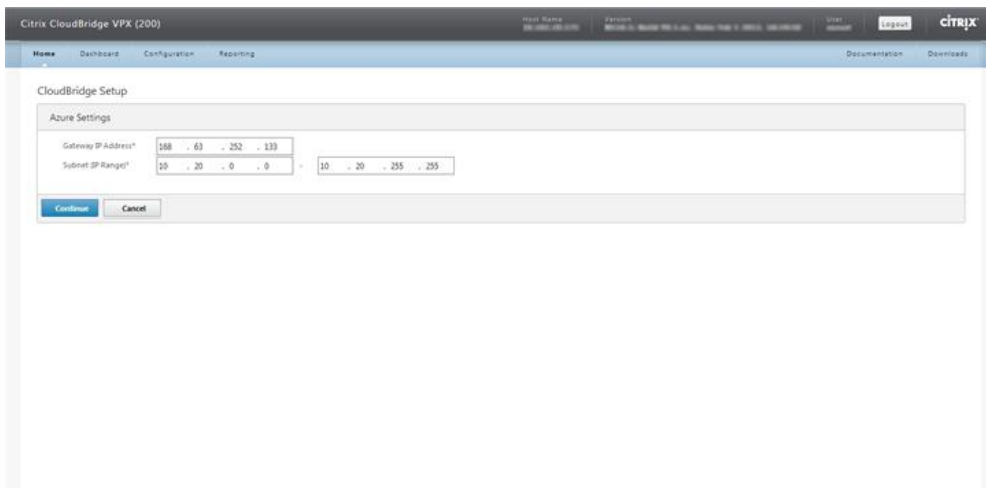 Citrix CloudBridge VPX (200)
Host Name
Version
User
Logout
CİTRIX
Home Dashboard Configuration Reporting Documentation Downloads
CloudBridge Setup
Azure Settings
Gateway IP Address* 168 . 63 . 252 . 133
Subnet (IP Range)* 10 . 20 . 0 . 0 - 10 . 20 . 255 . 255
Continue Cancel